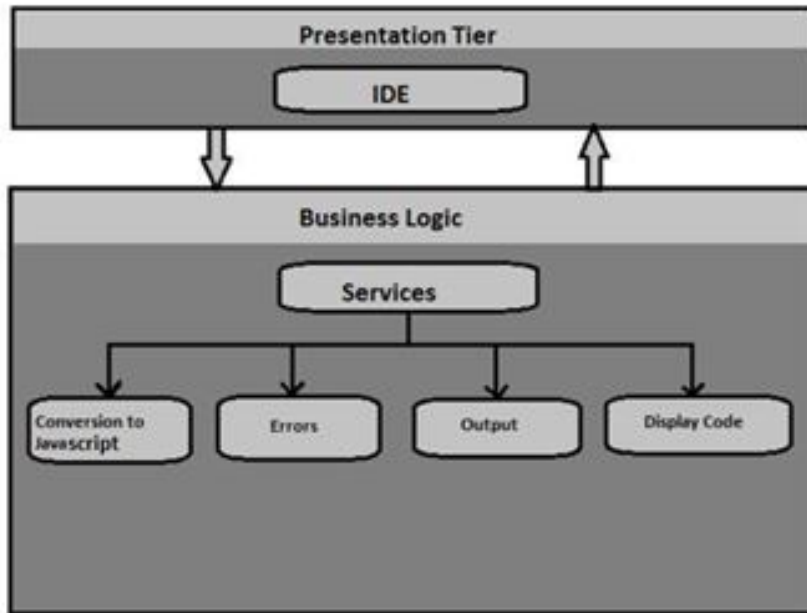 Presentation Tier
IDE
Business Logic
Services
Conversion to
Javascript
Errors
Output
Display Code